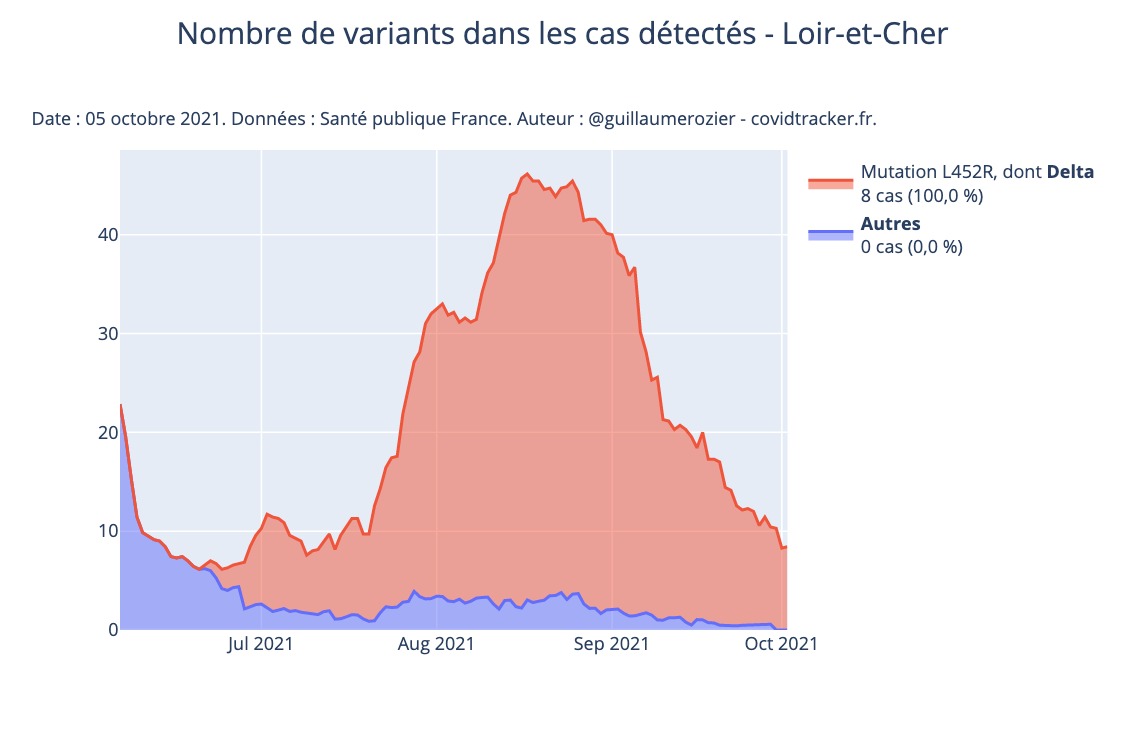 Nombre de variants dans les cas détectés - Loir-et-Cher
Date : 05 octobre 2021. Données : Santé publique France. Auteur : @guillaumerozier - covidtracker.fr.
Mutation L452R, dont Delta
8 cas (100,0 %)
Autres
0 cas (0,0 %)
40
30
20
10
0
Jul 2021
Aug 2021
Sep 2021
Oct 2021